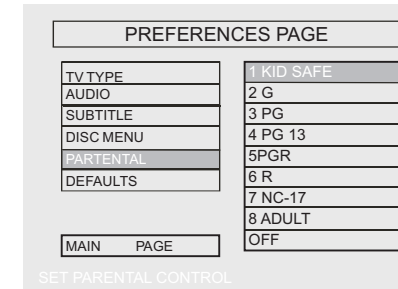 PREFERENCES PAGE
TV TYPE
AUDIO
SUBTITLE
DISC MENU
PARTENTAL
DEFAULTS
MAIN PAGE
1 KID SAFE
2 G
3 PG
4 PG 13
5PGR
6 R
7 NC-17
8 ADULT
OFF
SET PARENTAL CONTROL